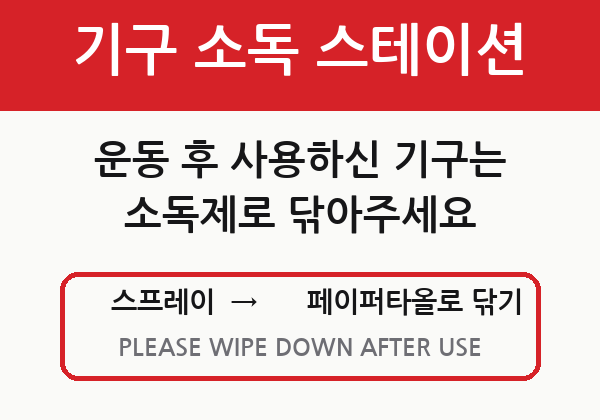 기구 소독 스테이션
운동 후 사용하신 기구는
소독제로 닦아주세요
스프레이 → 페이퍼타올로 닦기
PLEASE WIPE DOWN AFTER USE